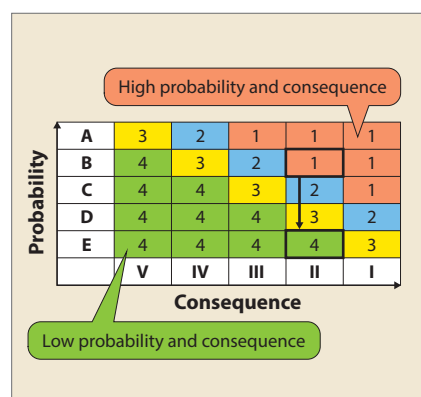 High probability and consequence
Probability
A 3 2 1 1 1
B 4 3 2 1 1
C 4 4 3 2 1
D 4 4 4 3 2
E 4 4 4 4 3
V IV III II I
Consequence
Low probability and consequence